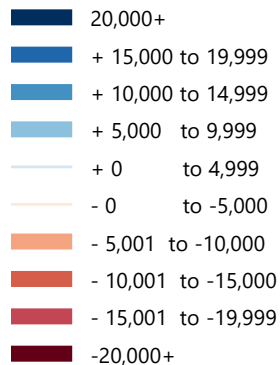 20,000+
+ 15,000 to 19,999
+ 10,000 to 14,999
+ 5,000 to 9,999
+ 0 to 4,999
- 0 to -5,000
- 5,001 to -10,000
- 10,001 to -15,000
- 15,001 to -19,999
-20,000+